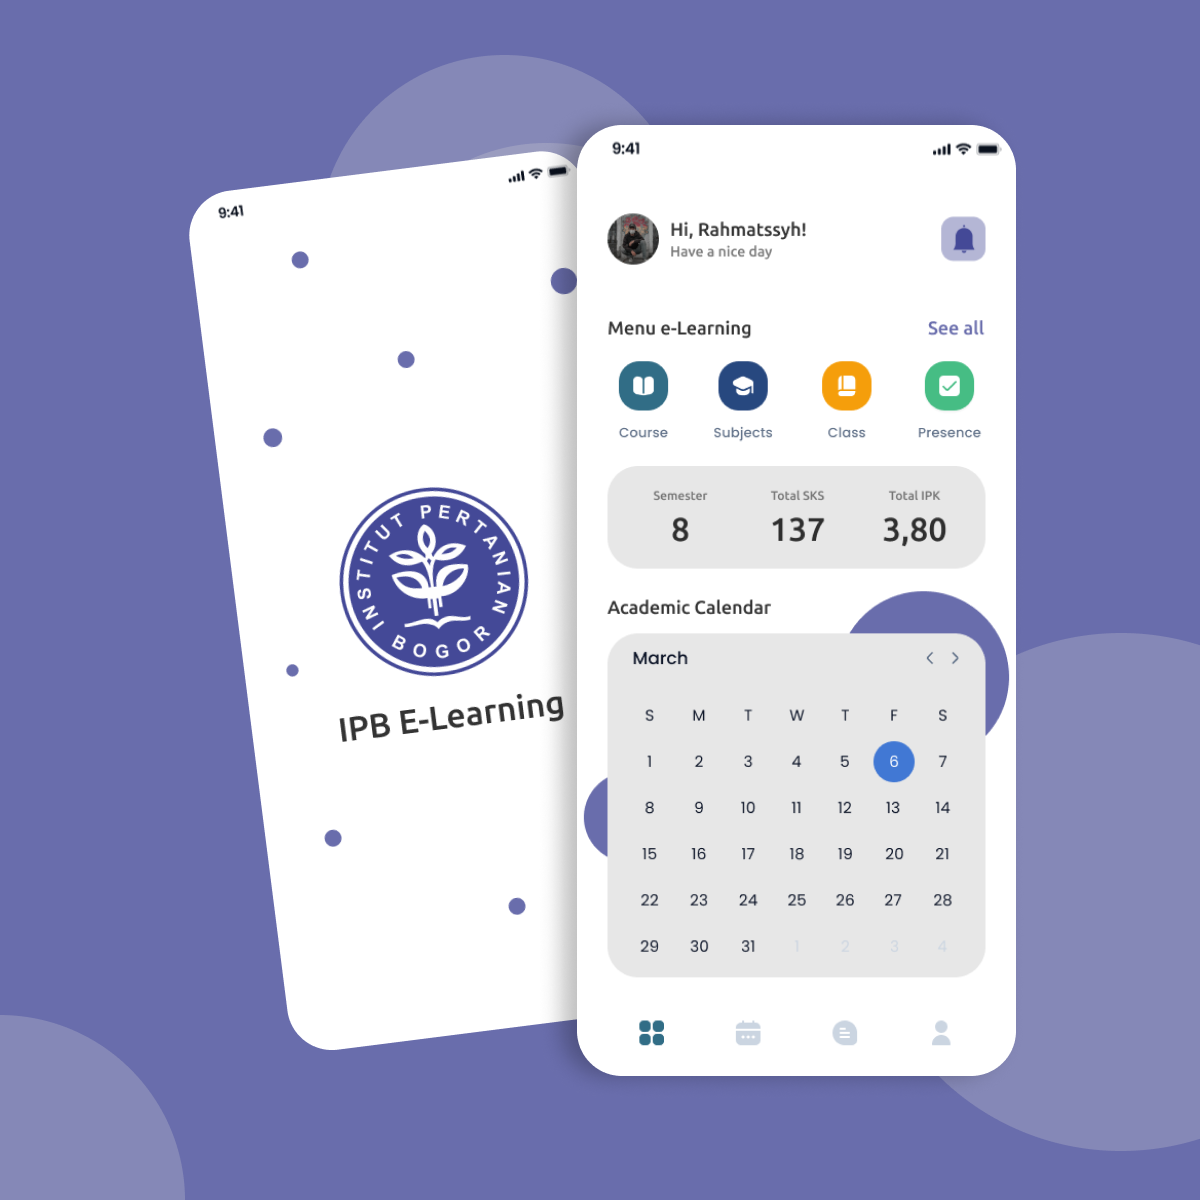 9:41
INSTITUT PERTANIAN
BOGOR
IPB E-Learning
9:41
Hi, Rahmatssyh!
Have a nice day
Menu e-Learning See all
Course Subjects Class Presence
Semester Total SKS Total IPK
8 137 3,80
Academic Calendar
March
S M T W T F S
1 2 3 4 5 6 7
8 9 10 11 12 13 14
15 16 17 18 19 20 21
22 23 24 25 26 27 28
29 30 31 1 2 3 4